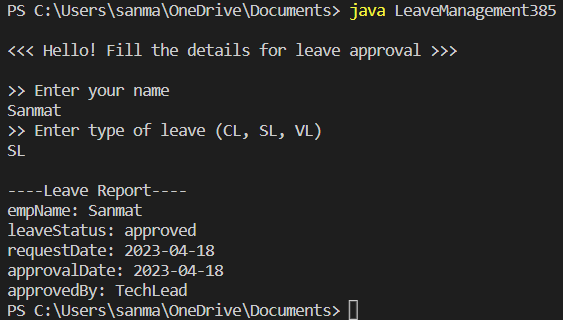 PS C:\Users\sanma\OneDrive\Documents> java LeaveManagement385
<<< Hello! Fill the details for leave approval >>>
>> Enter your name
Sanmat
>> Enter type of leave (CL, SL, VL)
SL
----Leave Report----
empName: Sanmat
leaveStatus: approved
requestDate: 2023-04-18
approvalDate: 2023-04-18
approvedBy: TechLead
PS C:\Users\sanma\OneDrive\Documents>